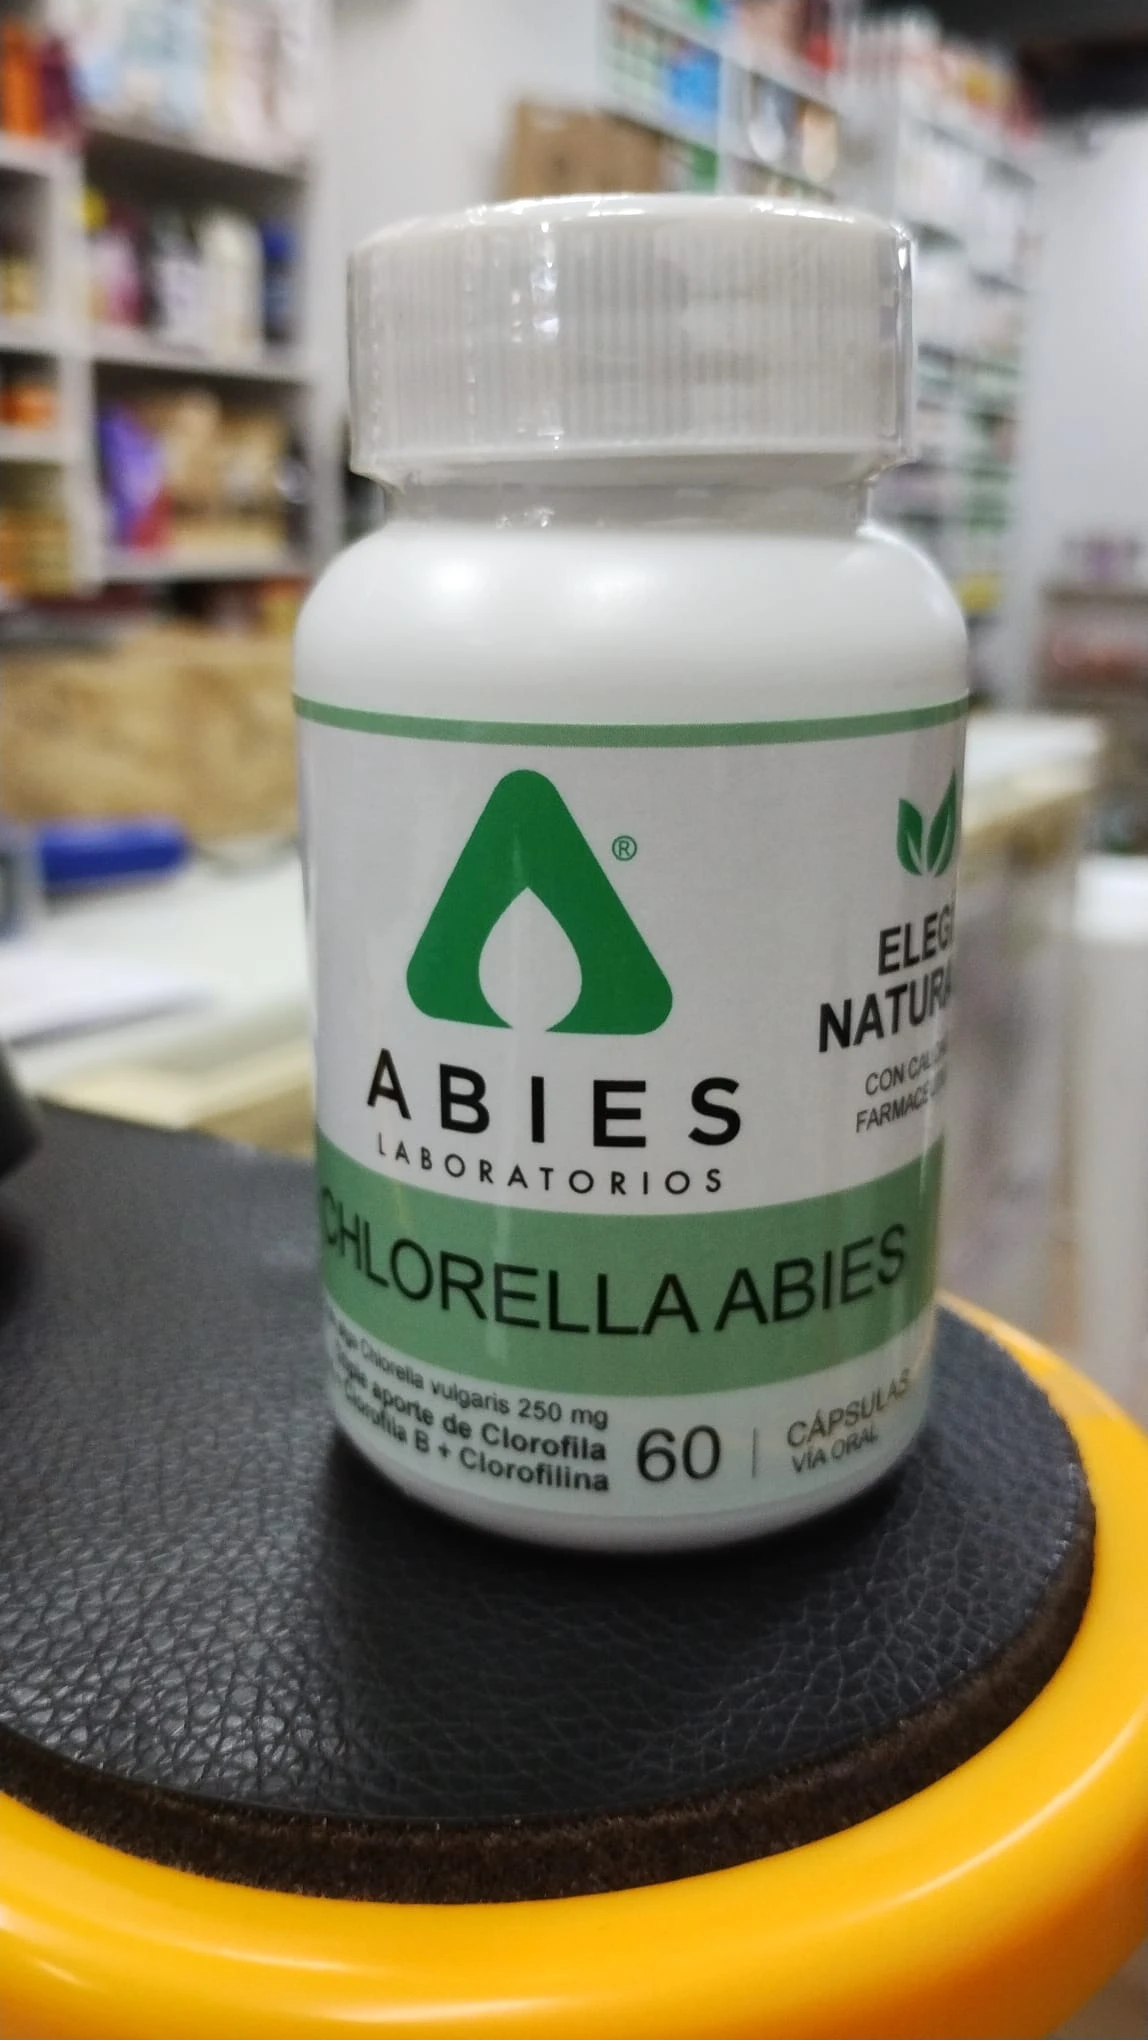 ®
ABIES
LABORATORIOS
ELEG
NATURA
CON
FARMACE
CHLORELLA ABIES
Chlorella vulgaris 250 mg
aporte de Clorofila
Clorofila B + Clorofilina
60
CÁPSULAS
VÍA ORAL